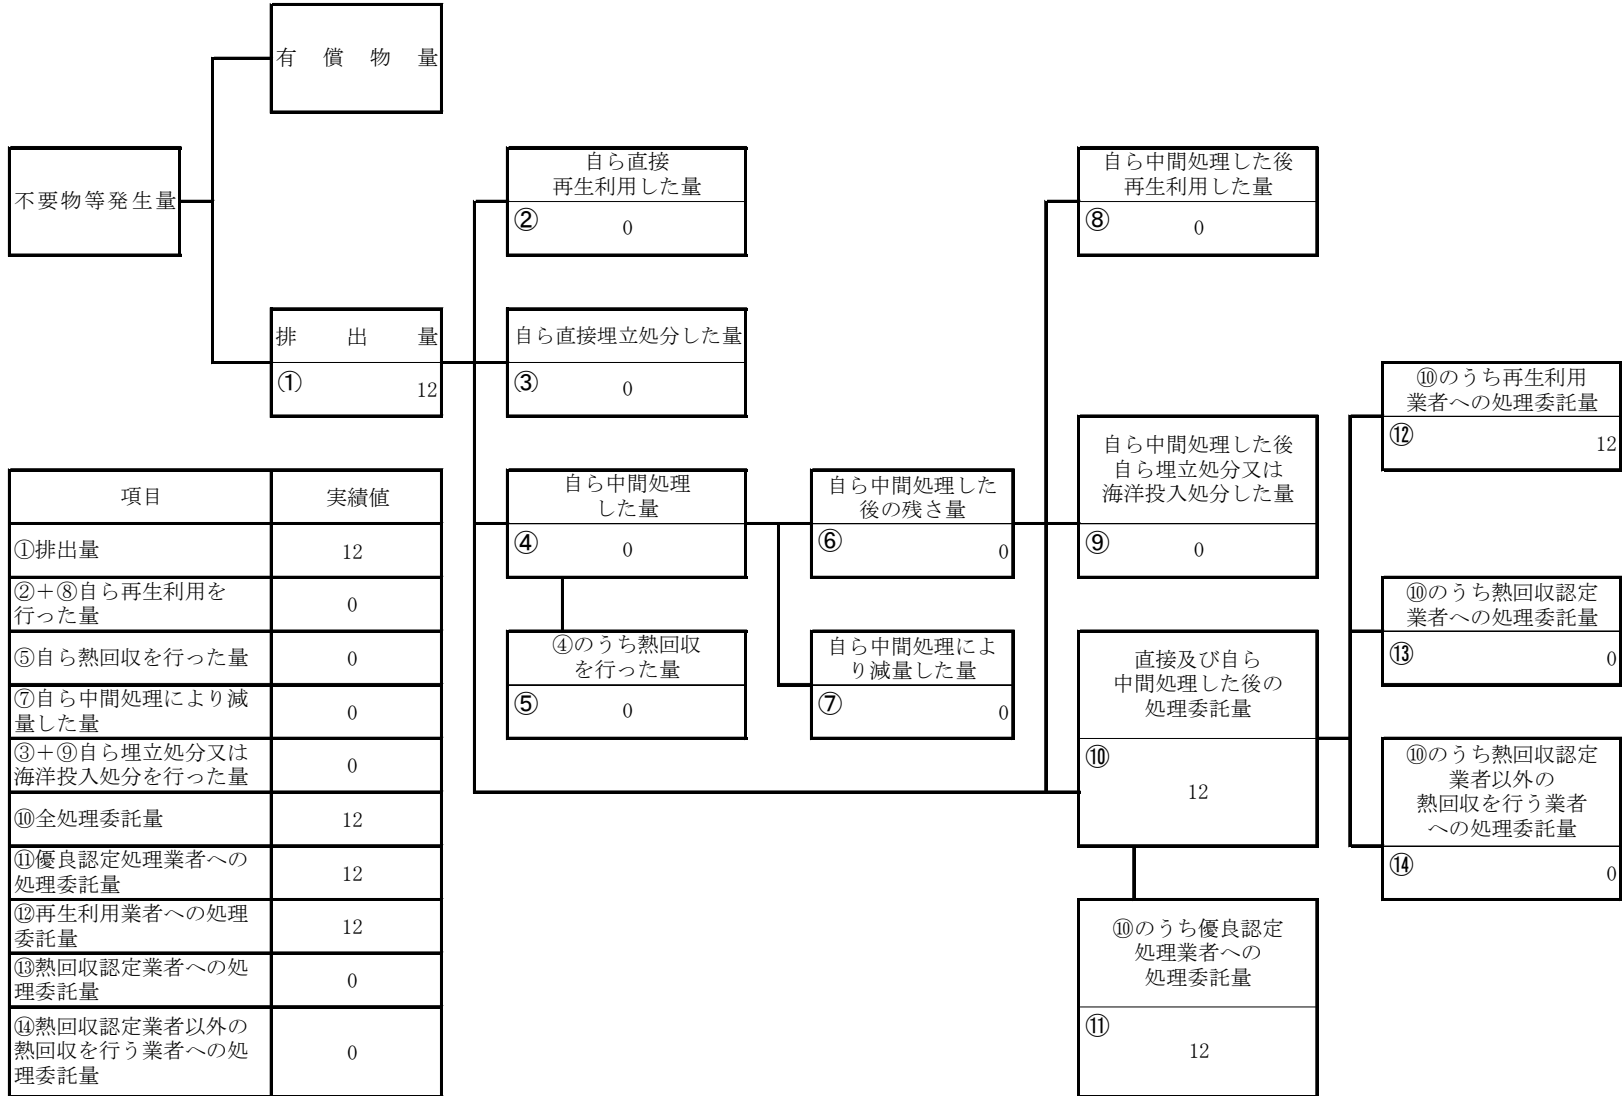 有償物量
不要物等発生量
排出量
①
12
自ら直接
再生利用した量
②
0
自ら直接埋立処分した量
③
0
自ら中間処理
した量
④
0
④のうち熱回収
を行った量
⑤
0
自ら中間処理した
後の残さ量
⑥
0
自ら中間処理によ
り減量した量
⑦
0
自ら中間処理した後
再生利用した量
⑧
0
自ら中間処理した後
自ら埋立処分又は
海洋投入処分した量
⑨
0
直接及び自ら
中間処理した後の
処理委託量
⑩
12
⑩のうち優良認定
処理業者への
処理委託量
⑪
12
⑩のうち再生利用
業者への処理委託量
⑫
12
⑩のうち熱回収認定
業者への処理委託量
⑬
0
⑩のうち熱回収認定
業者以外の
熱回収を行う業者
への処理委託量
⑭
0
項目 実績値
①排出量 12
②+⑧自ら再生利用を
行った量 0
⑤自ら熱回収を行った量 0
⑦自ら中間処理により減
量した量 0
③+⑨自ら埋立処分又は
海洋投入処分を行った量 0
⑩全処理委託量 12
⑪優良認定処理業者への
処理委託量 12
⑫再生利用業者への処理
委託量 12
⑬熱回収認定業者への処
理委託量 0
⑭熱回収認定業者以外の
熱回収を行う業者への処
理委託量 0